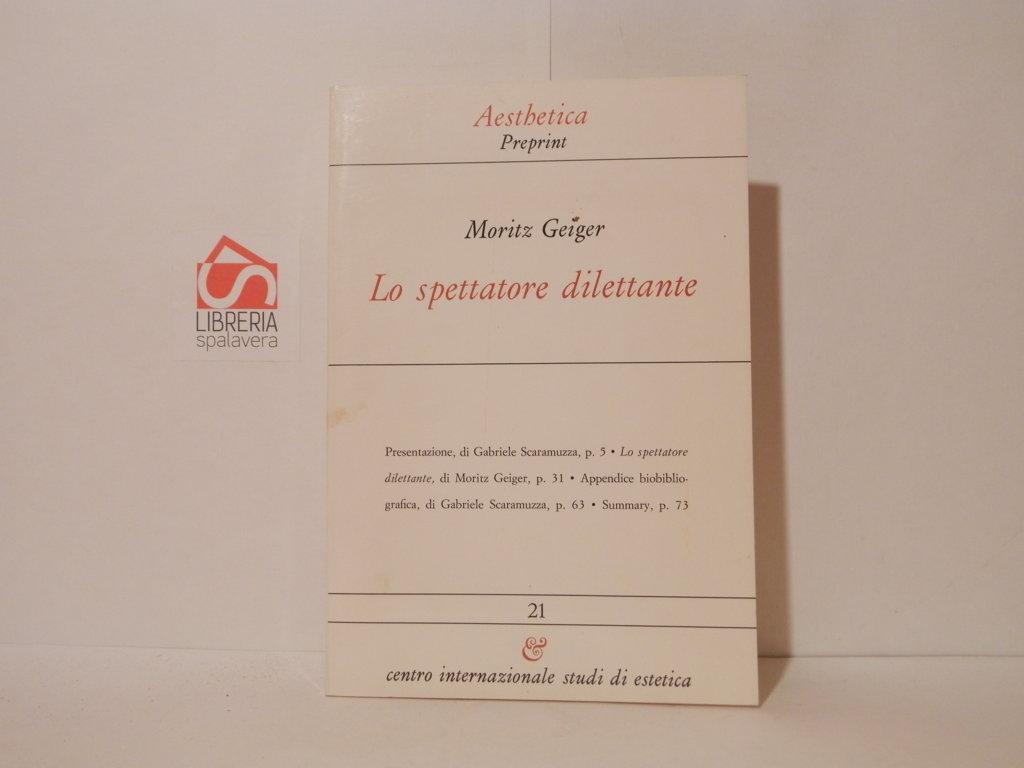 Aesthetica
Preprint
Moritz Geiger
Lo spettatore dilettante
Presentazione, di Gabriele Scaramuzza, p. 5 • Lo spettatore
dilettante, di Moritz Geiger, p. 31 • Appendice biobiblio-
grafica, di Gabriele Scaramuzza, p. 63 • Summary, p. 73
21
&
centro internazionale studi di estetica
LIBRERIA
spalavera